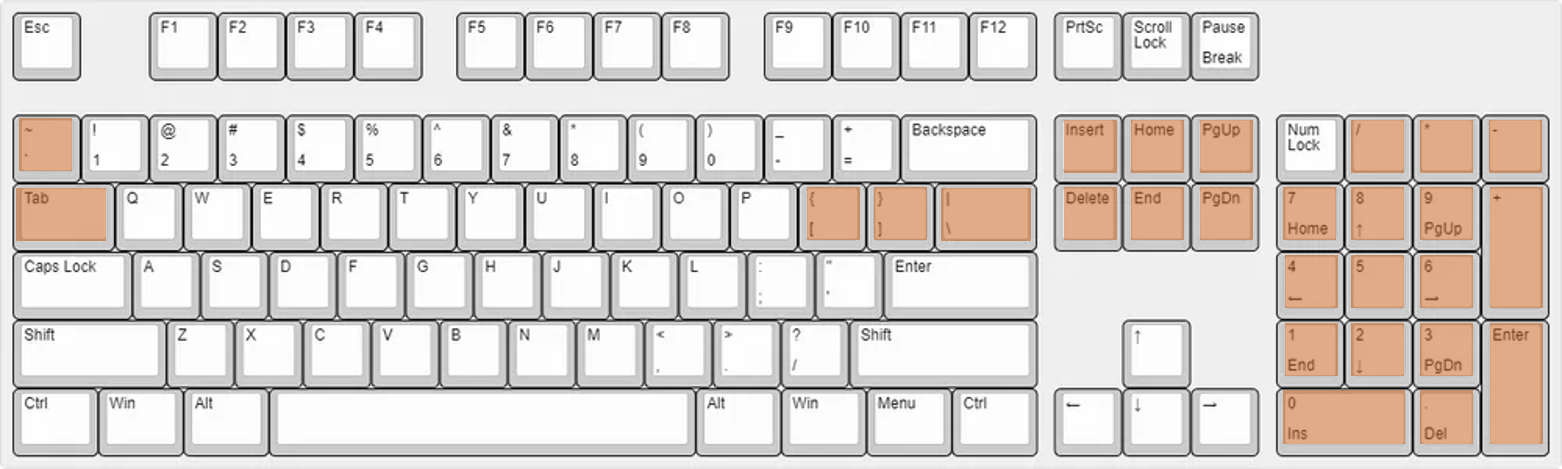 Esc F1 F2 F3 F4 F5 F6 F7 F8 F9 F10 F11 F12 PrtSc Scroll Lock Pause Break
~ ` ! 1 @ 2 # 3 $ 4 % 5 ^ 6 & 7 * 8 ( 9 ) 0 _ - + = Backspace Insert Home PgUp Num Lock / * -
Tab Q W E R T Y U I O P { [ } ] | \ Delete End PgDn 7 Home 8 ↑ 9 PgUp +
Caps Lock A S D F G H J K L : ; " ' Enter 4 ← 5 6 →
Shift Z X C V B N M < , > . ? / Shift ↑ 1 End 2 ↓ 3 PgDn Enter
Ctrl Win Alt Alt Win Menu Ctrl ← ↓ → 0 Ins . Del